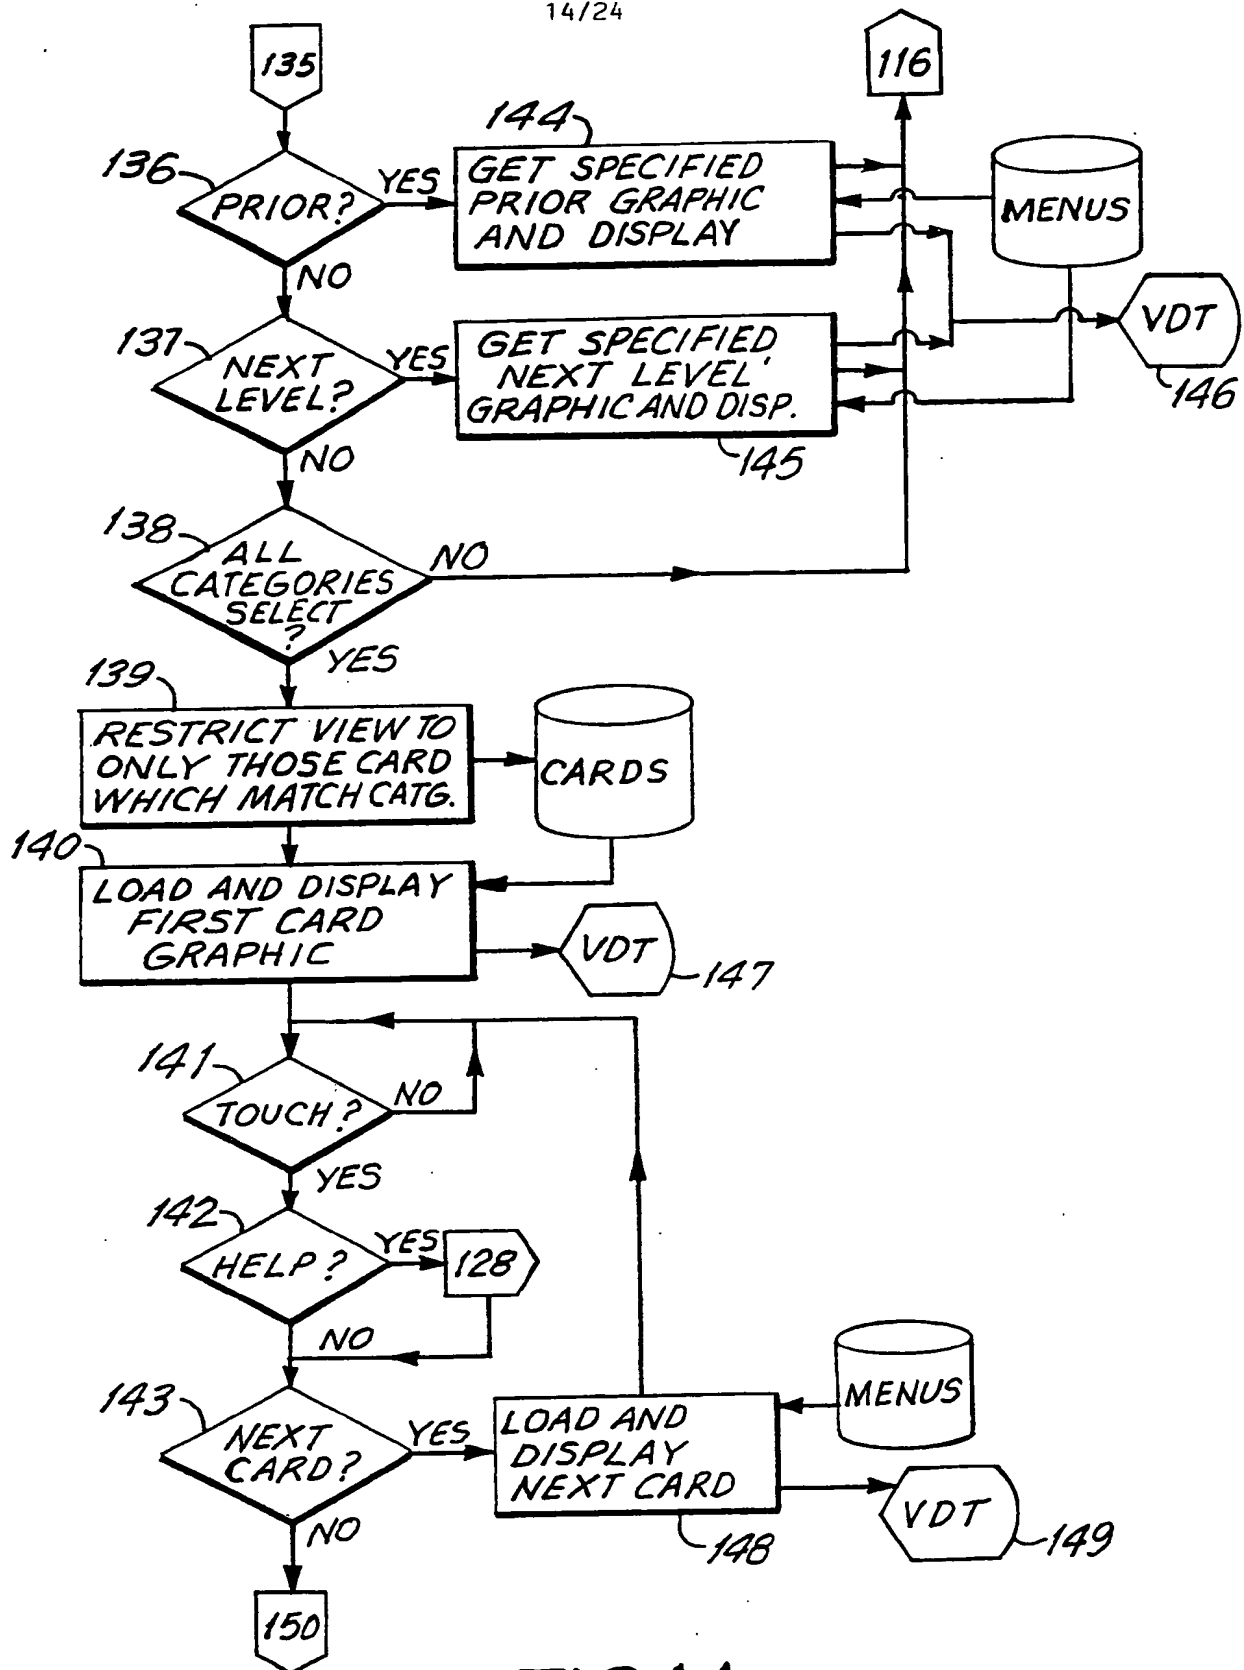 14/24
135
116
144
136
PRIOR?
YES
GET SPECIFIED
PRIOR GRAPHIC
AND DISPLAY
MENUS
NO
VDT
146
137
NEXT
LEVEL?
YES
GET SPECIFIED
NEXT LEVEL
GRAPHIC AND DISP.
145
NO
138
ALL
CATEGORIES
SELECT
?
NO
YES
139
RESTRICT VIEW TO
ONLY THOSE CARD
WHICH MATCH CATG.
CARDS
140
LOAD AND DISPLAY
FIRST CARD
GRAPHIC
VDT
147
141
TOUCH?
NO
YES
142
HELP?
YES
128
NO
143
NEXT
CARD?
YES
LOAD AND
DISPLAY
NEXT CARD
148
MENUS
VDT
149
NO
150